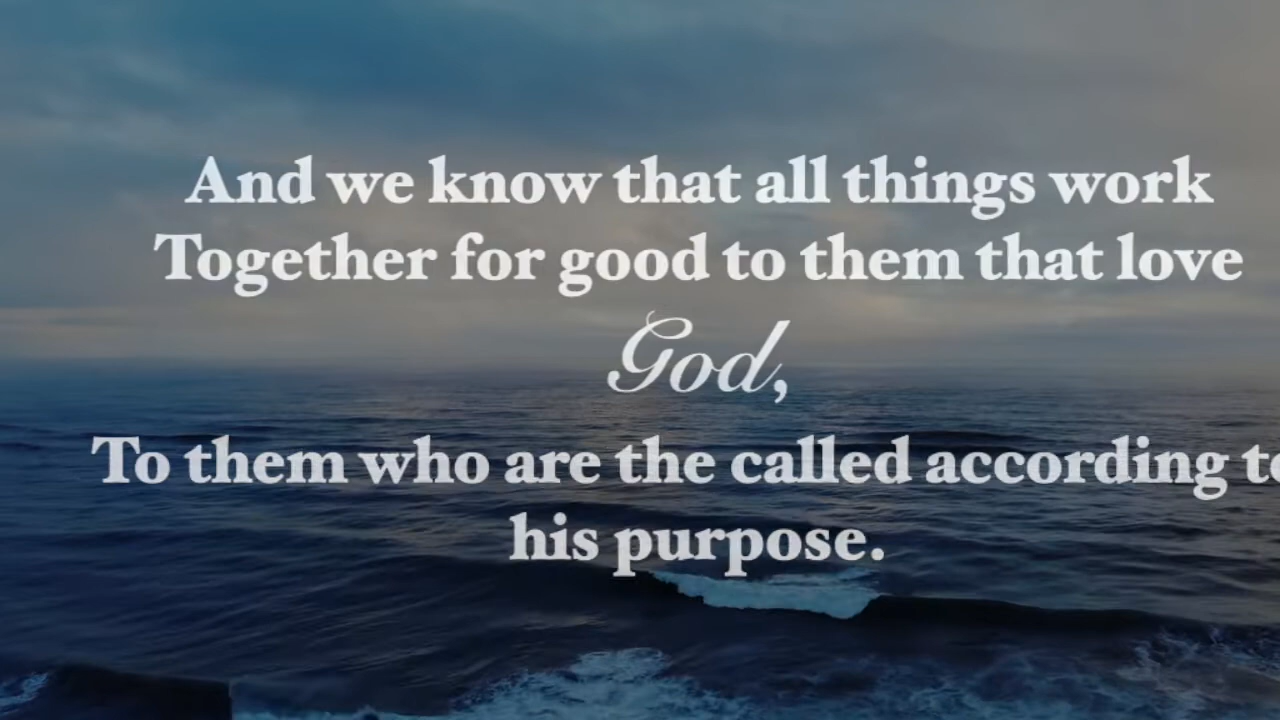 And we know that all things work
Together for good to them that love
God,
To them who are the called according to
his purpose.